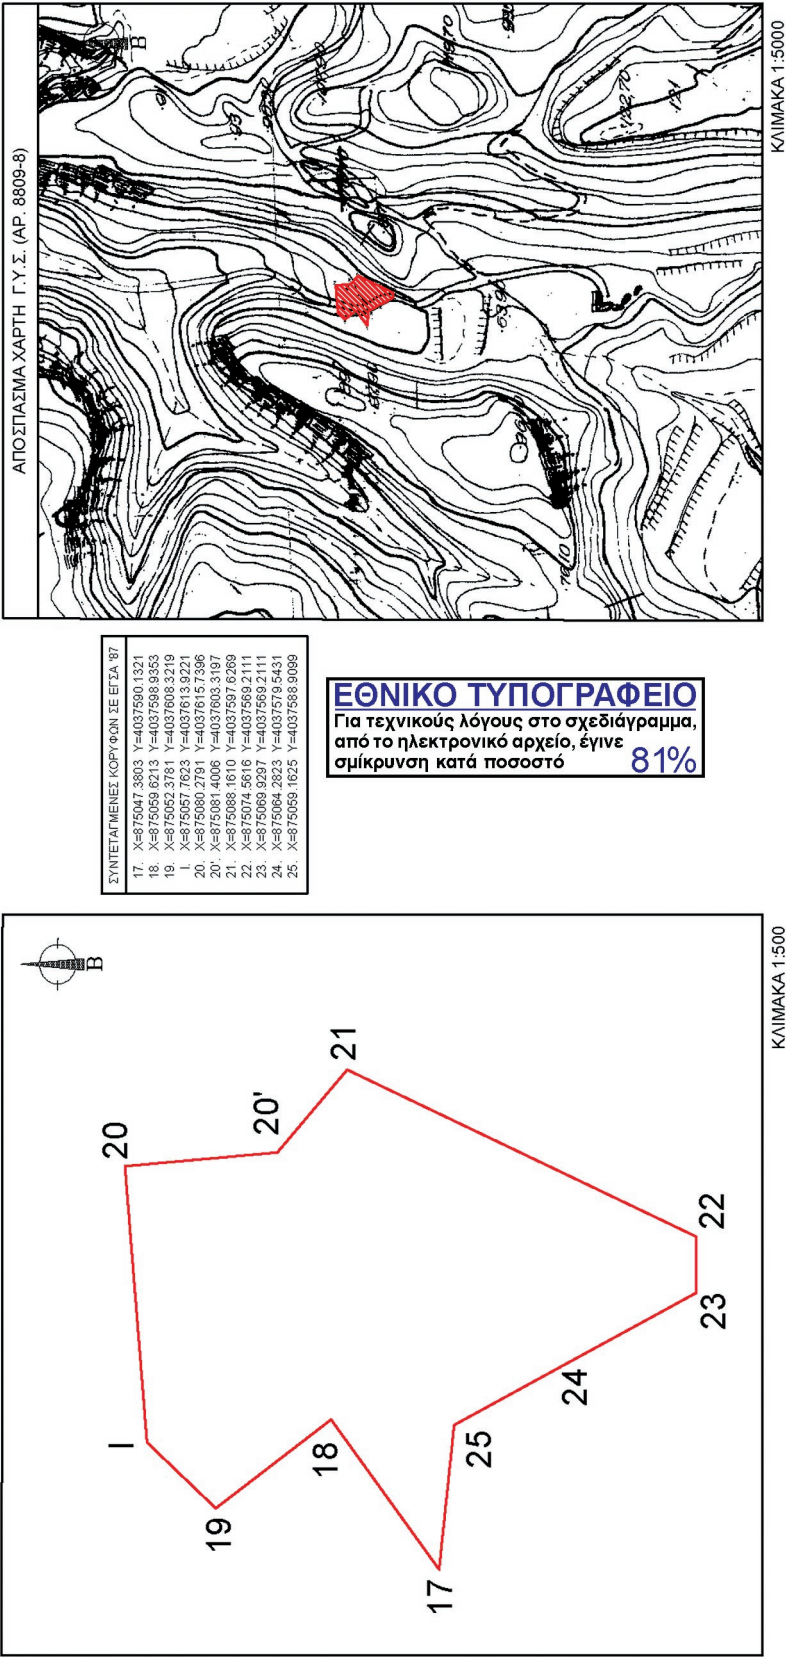 ΑΠΟΣΠΑΣΜΑ ΧΑΡΤΗ Γ.Υ.Σ. (ΑΡ. 8809-8)
Β
ΚΛΙΜΑΚΑ 1:5000
ΣΥΝΤΕΤΑΓΜΕΝΕΣ ΚΟΡΥΦΩΝ ΣΕ ΕΓΣΑ '87
17. X=875047.3803 Y=4037590.1321
18. X=875059.6213 Y=4037598.9353
19. X=875052.3781 Y=4037608.3219
I. X=875057.7623 Y=4037613.9221
20. X=875080.2791 Y=4037615.7396
20'. X=875081.4006 Y=4037603.3197
21. X=875088.1610 Y=4037597.6269
22. X=875074.5616 Y=4037569.2111
23. X=875069.9297 Y=4037569.2111
24. X=875064.2823 Y=4037579.5431
25. X=875059.1625 Y=4037588.9099
ΕΘΝΙΚΟ ΤΥΠΟΓΡΑΦΕΙΟ
Για τεχνικούς λόγους στο σχεδιάγραμμα,
από το ηλεκτρονικό αρχείο, έγινε
σμίκρυνση κατά ποσοστό 81%
Β
I
20
20'
21
19
18
17
25
24
23
22
ΚΛΙΜΑΚΑ 1:500